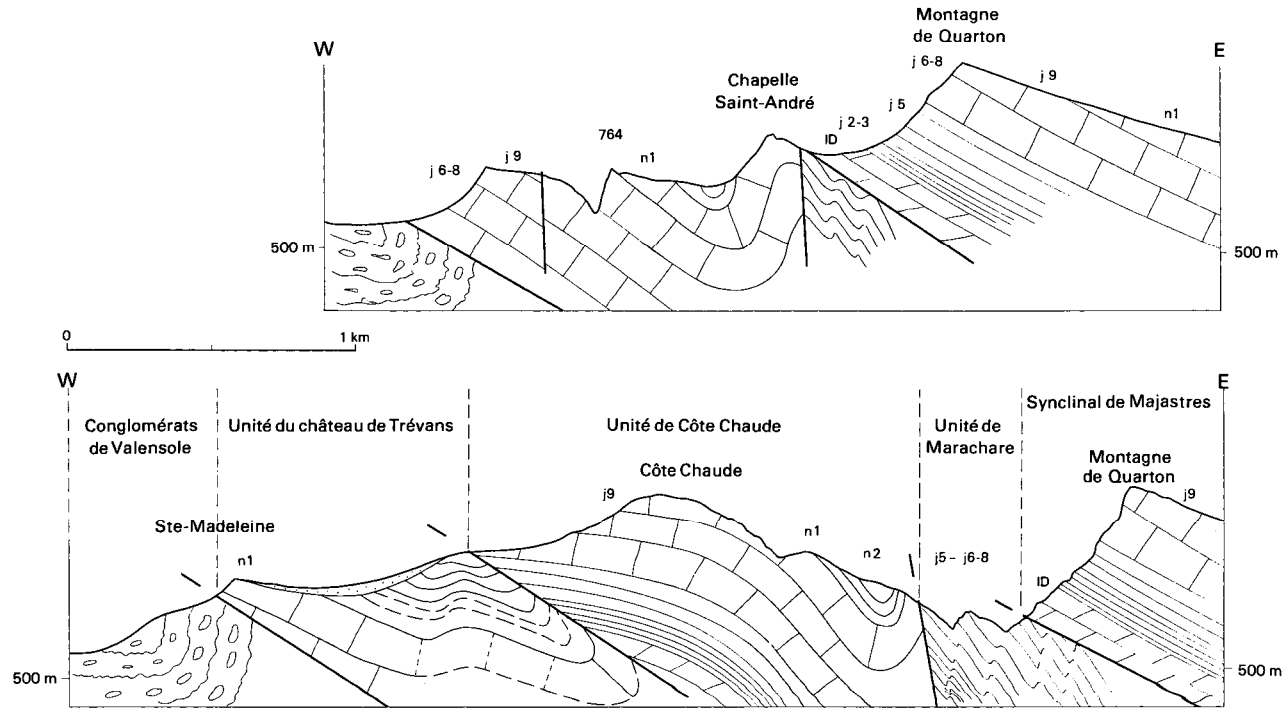 Montagne
de Quarton
W
E
j 6-8
j 9
Chapelle
Saint-André
j 5
n1
j 2-3
ID
764
j 6-8
j 9
n1
500 m
500 m
0
1 km
W
E
Conglomérats
de Valensole
Unité du château de Trévans
Unité de Côte Chaude
Unité de
Marachare
Synclinal de Majastres
Côte Chaude
Montagne
de Quarton
j9
j9
Ste-Madeleine
n1
n1
n2
j5- j6-8
ID
500 m
500 m